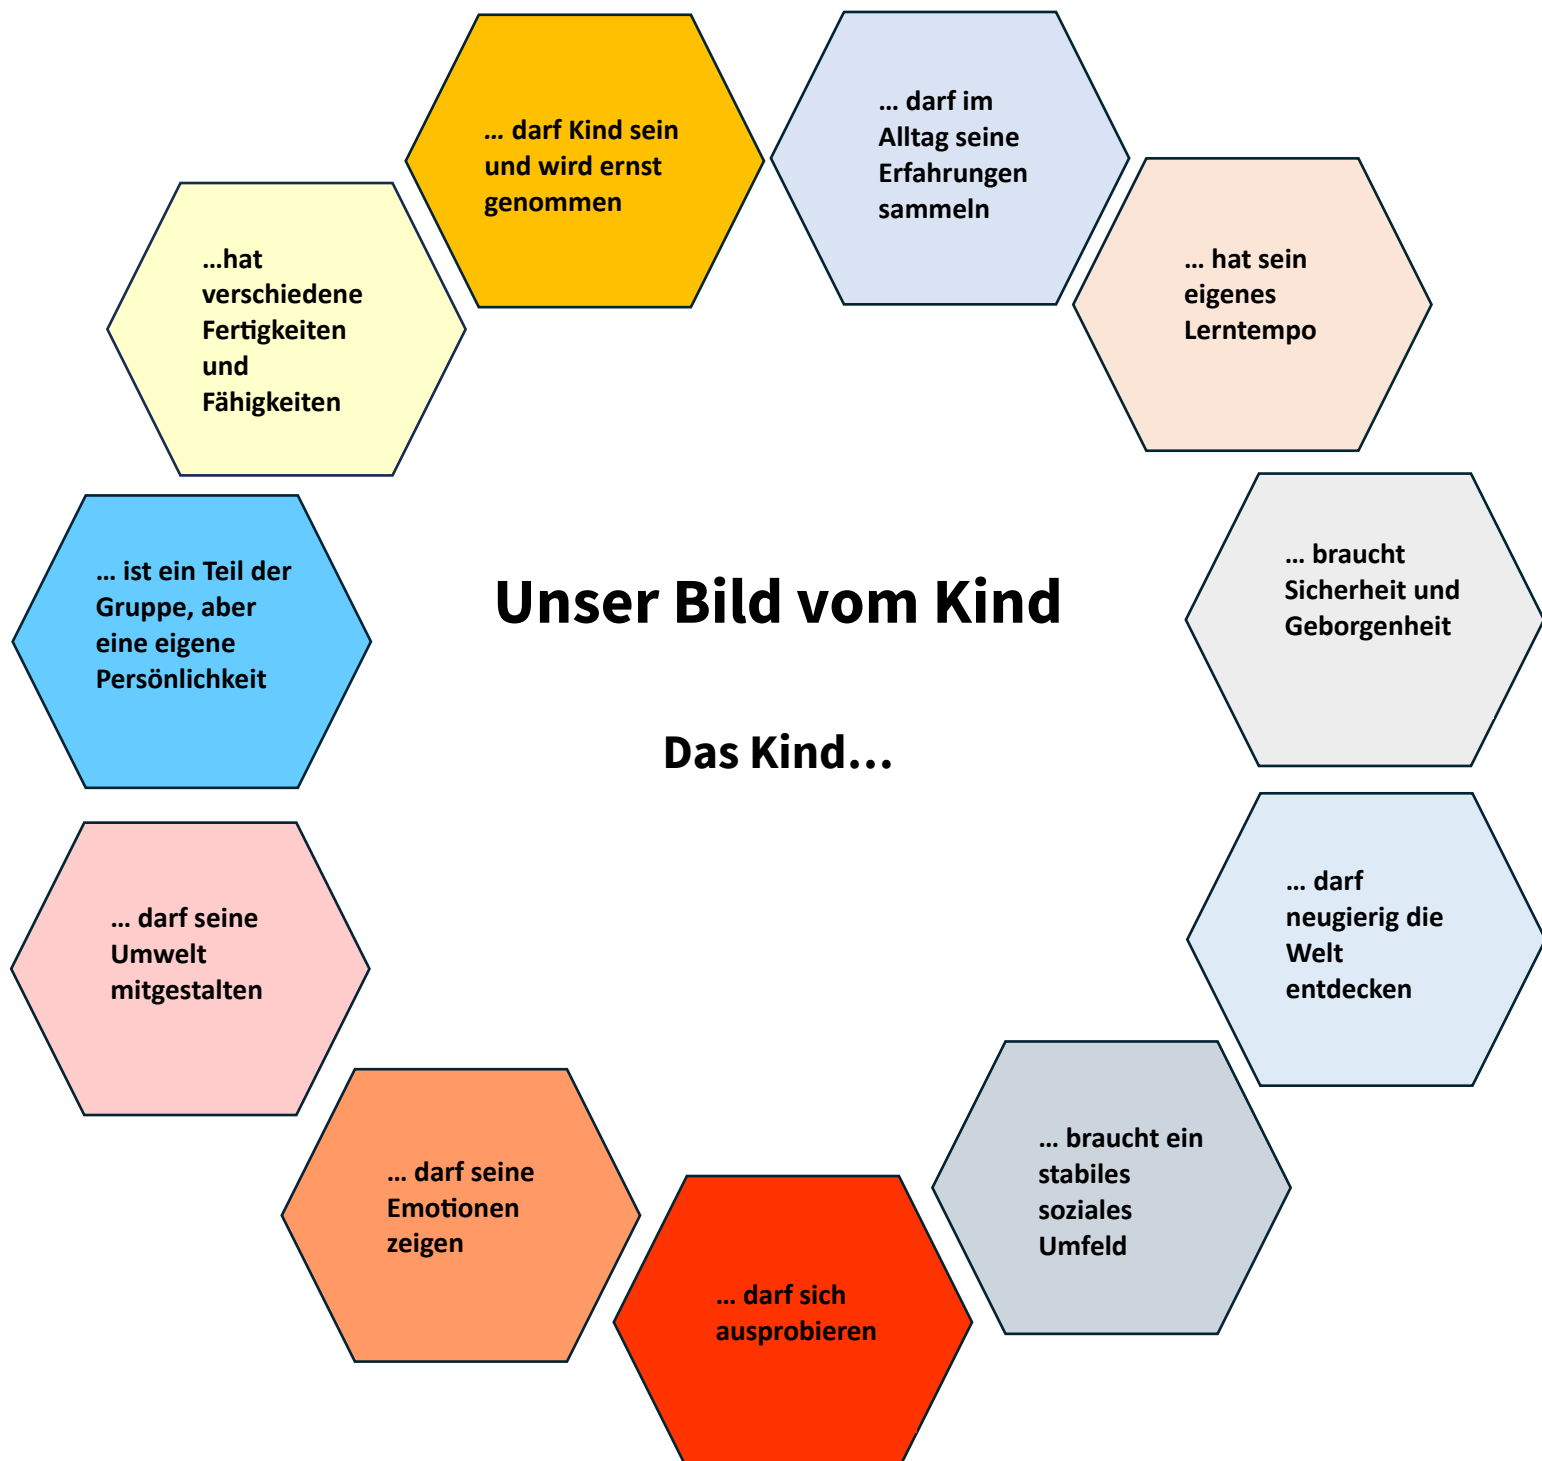 ... darf Kind sein
und wird ernst
genommen
... darf im
Alltag seine
Erfahrungen
sammeln
... hat sein
eigenes
Lerntempo
... braucht
Sicherheit und
Geborgenheit
... darf
neugierig die
Welt
entdecken
... braucht ein
stabiles
soziales
Umfeld
... darf sich
ausprobieren
... darf seine
Emotionen
zeigen
... darf seine
Umwelt
mitgestalten
... ist ein Teil der
Gruppe, aber
eine eigene
Persönlichkeit
...hat
verschiedene
Fertigkeiten
und
Fähigkeiten
Unser Bild vom Kind
Das Kind...